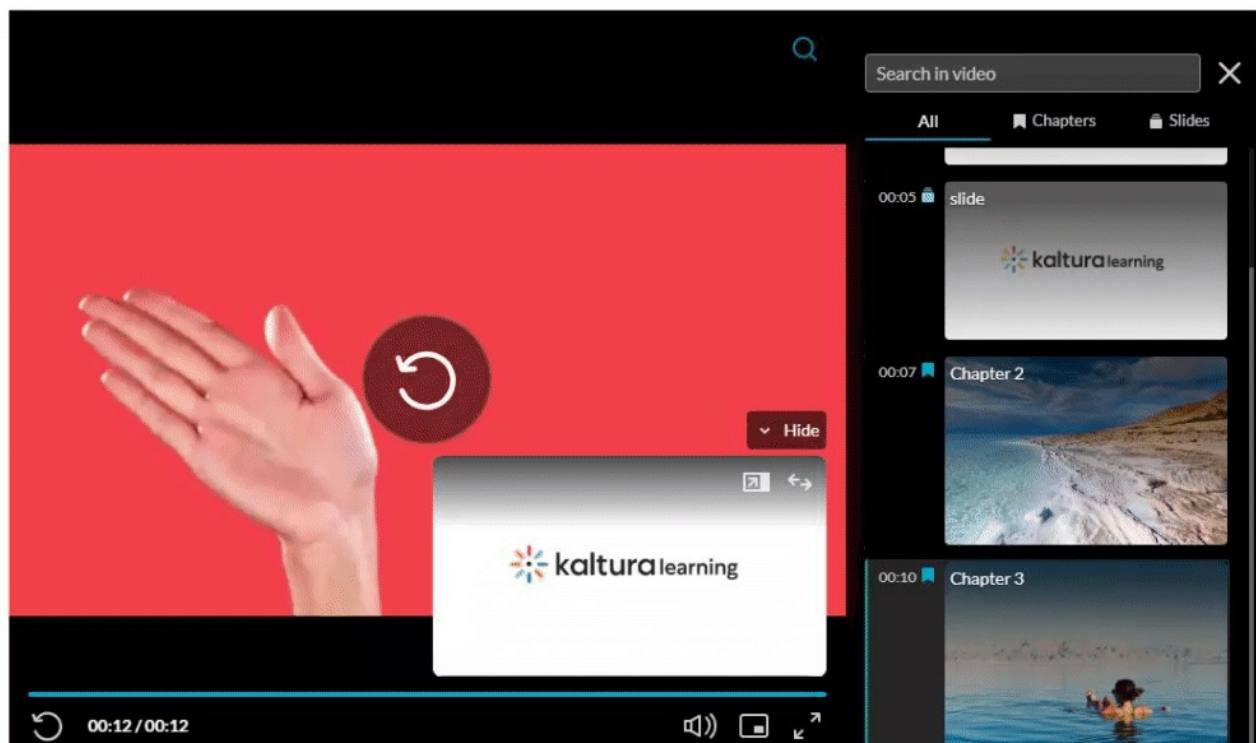 Search in video
All
Chapters
Slides
00:05
slide
kaltura learning
00:07
Chapter 2
00:10
Chapter 3
Hide
kaltura learning
00:12 / 00:12